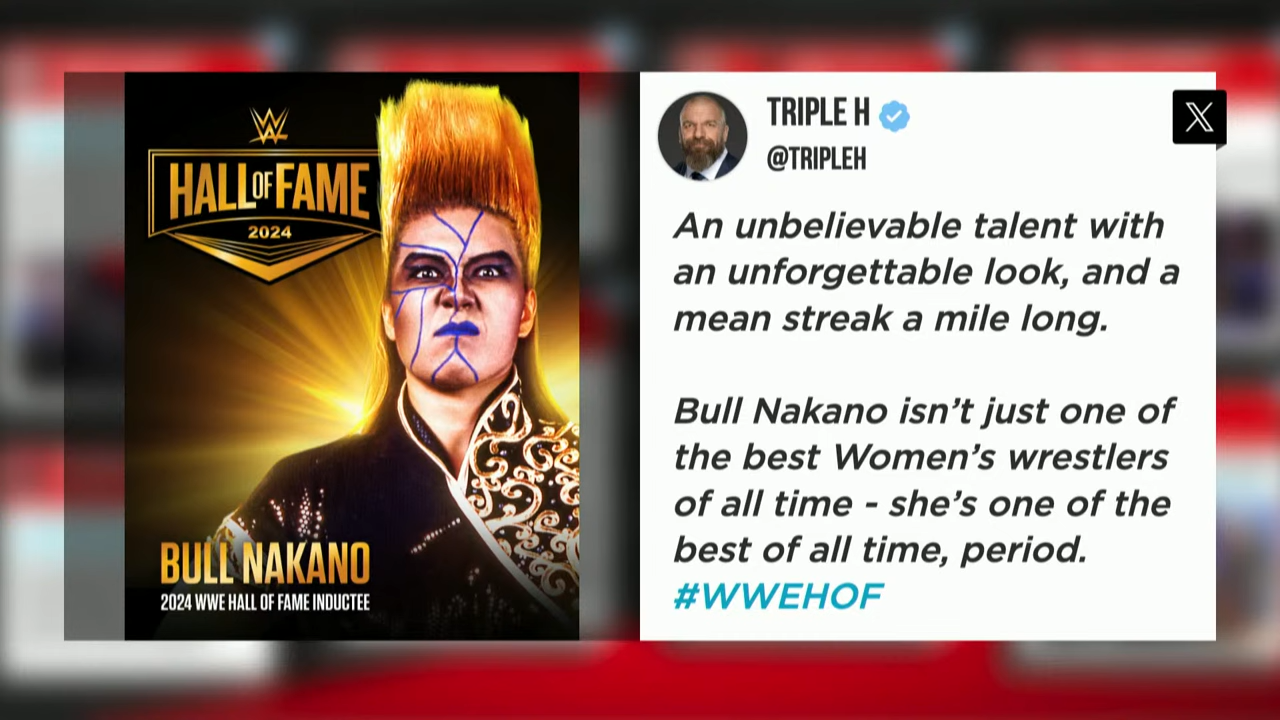 W
HALL OF FAME
2024
BULL NAKANO
2024 WWE HALL OF FAME INDUCTEE
TRIPLE H
@TRIPLEH
X
An unbelievable talent with
an unforgettable look, and a
mean streak a mile long.
Bull Nakano isn’t just one of
the best Women’s wrestlers
of all time - she’s one of the
best of all time, period.
#WWEHOF